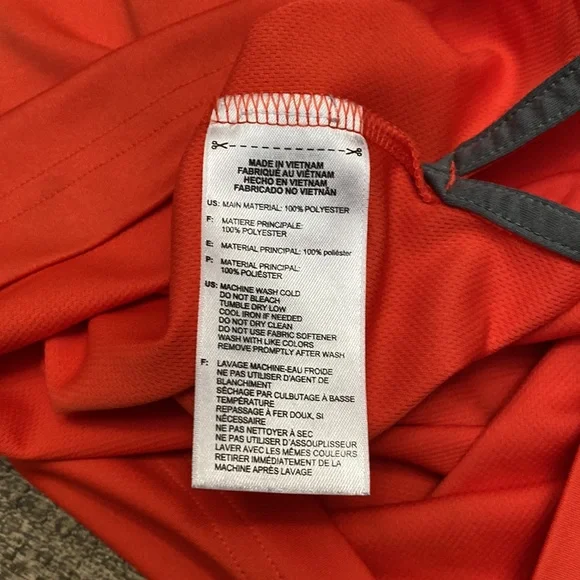 MADE IN VIETNAM
FABRIQUÉ AU VIÊTNAM
HECHO EN VIETNAM
FABRICADO NO VIETNÃN
US: MAIN MATERIAL: 100% POLYESTER
F: MATIERE PRINCIPALE:
100% POLYESTER
E: MATERIAL PRINCIPAL: 100% poliéster
P: MATERIAL PRINCIPAL:
100% POLIÉSTER
US: MACHINE WASH COLD
DO NOT BLEACH
TUMBLE DRY LOW
COOL IRON IF NEEDED
DO NOT DRY CLEAN
DO NOT USE FABRIC SOFTENER
WASH WITH LIKE COLORS
REMOVE PROMPTLY AFTER WASH
F: LAVAGE MACHINE-EAU FROIDE
NE PAS UTILISER D'AGENT DE
BLANCHIMENT
SÉCHAGE PAR CULBUTAGE À BASSE
TEMPÉRATURE
REPASSAGE À FER DOUX, SI
NÉCESSAIRE
NE PAS NETTOYER À SEC
NE PAS UTILISER D'ASSOUPLISSEUR
LAVER AVEC LES MÊMES COULEURS
RETIRER IMMÉDIATEMENT DE LA
MACHINE APRÈS LAVAGE